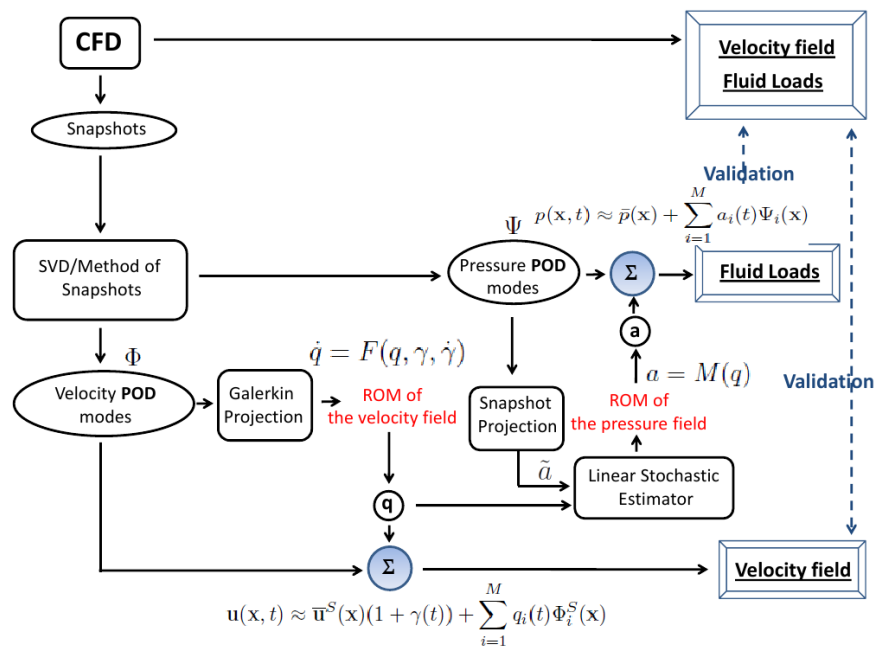 CFD
Velocity field
Fluid Loads
Snapshots
Validation
p(x, t) ≈ p̄(x) + ∑_{i=1}^{M} a_i(t)Ψ_i(x)
Ψ
SVD/Method of
Snapshots
Pressure POD
modes
Σ
Fluid Loads
a
Φ
q̇ = F(q, γ, γ̇)
a = M(q)
Validation
Velocity POD
modes
Galerkin
Projection
ROM of
the velocity field
Snapshot
Projection
ROM of
the pressure field
ã
Linear Stochastic
Estimator
q
Σ
Velocity field
u(x, t) ≈ u̅^S(x)(1 + γ(t)) + ∑_{i=1}^{M} q_i(t)Φ_i^S(x)